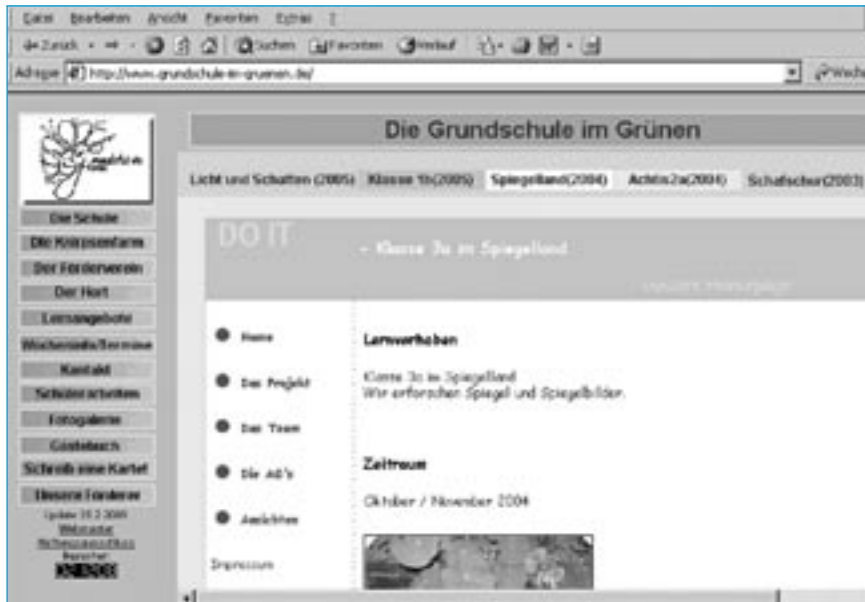 Datei Bearbeiten Ansicht Favoriten Extras ?
Zurück Suchen Favoriten Verlauf
Adresse http://www.grundschule-im-gruenen.de/
Die Grundschule im Grünen
Licht und Schatten (2005) Klasse 1b(2005) Spiegelland(2004) (2004) Schafschur(2003)
Die Schule
Die Knirpsenfarm
Der Förderverein
Der Hort
Lernangebote
Wocheninfo/Termine
Kontakt
Schülerarbeiten
Fotogalerie
Gästebuch
Schreib eine Karte!
Unsere Förderer
Webmaster
DO IT
- Klasse 3a im Spiegelland
Home
Das Projekt
Das Team
Die AG's
Ansichten
Impressum
Lernvorhaben
Klasse 3a im Spiegelland
Wir erforschen Spiegel und Spiegelbilder.
Zeitraum
Oktober / November 2004